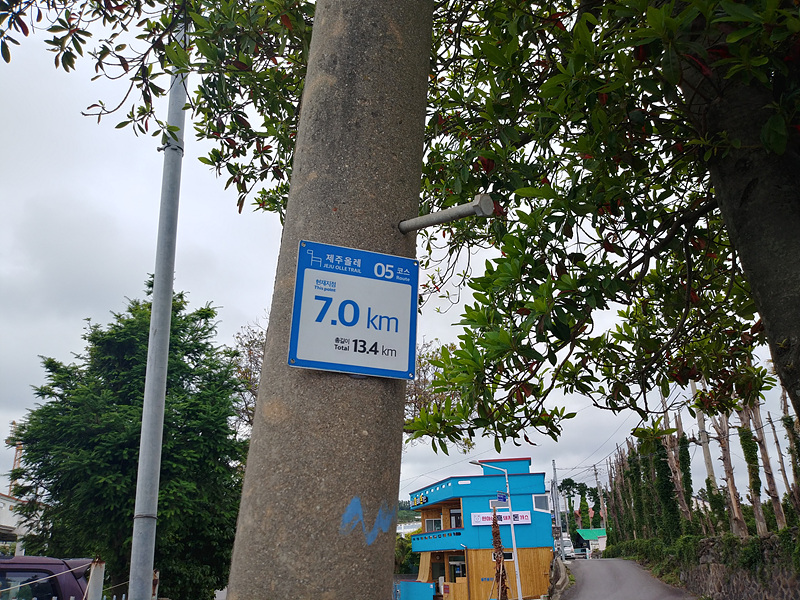 제주올레
JEJU OLLE TRAIL
05 코스
Route
현재지점
This point
7.0 km
총길이
Total 13.4 km